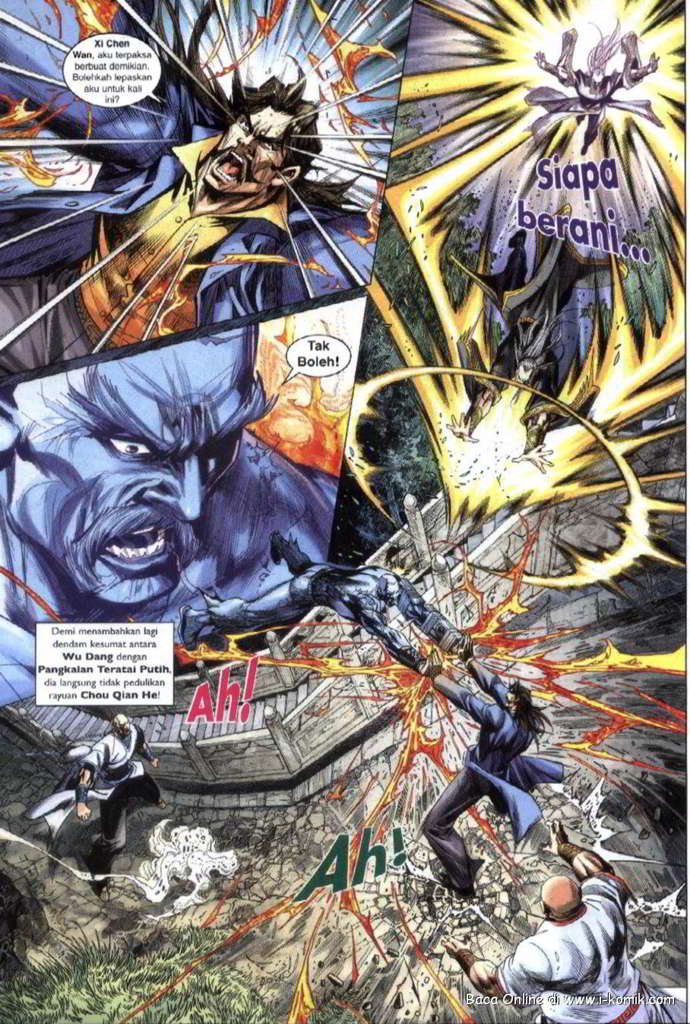 Xi Chen
Wan, aku terpaksa
berbuat demikian.
Bolehkah lepaskan
aku untuk kali
ini?
Siapa
berani...
Tak
Boleh!
Demi menambahkan lagi
dendam kesumat antara
Wu Dang dengan
Pangkalan Teratai Putih,
dia langsung tidak pedulikan
rayuan Chou Qian He!
Ah!
Ah!
Baca Online di www.i-komik.com